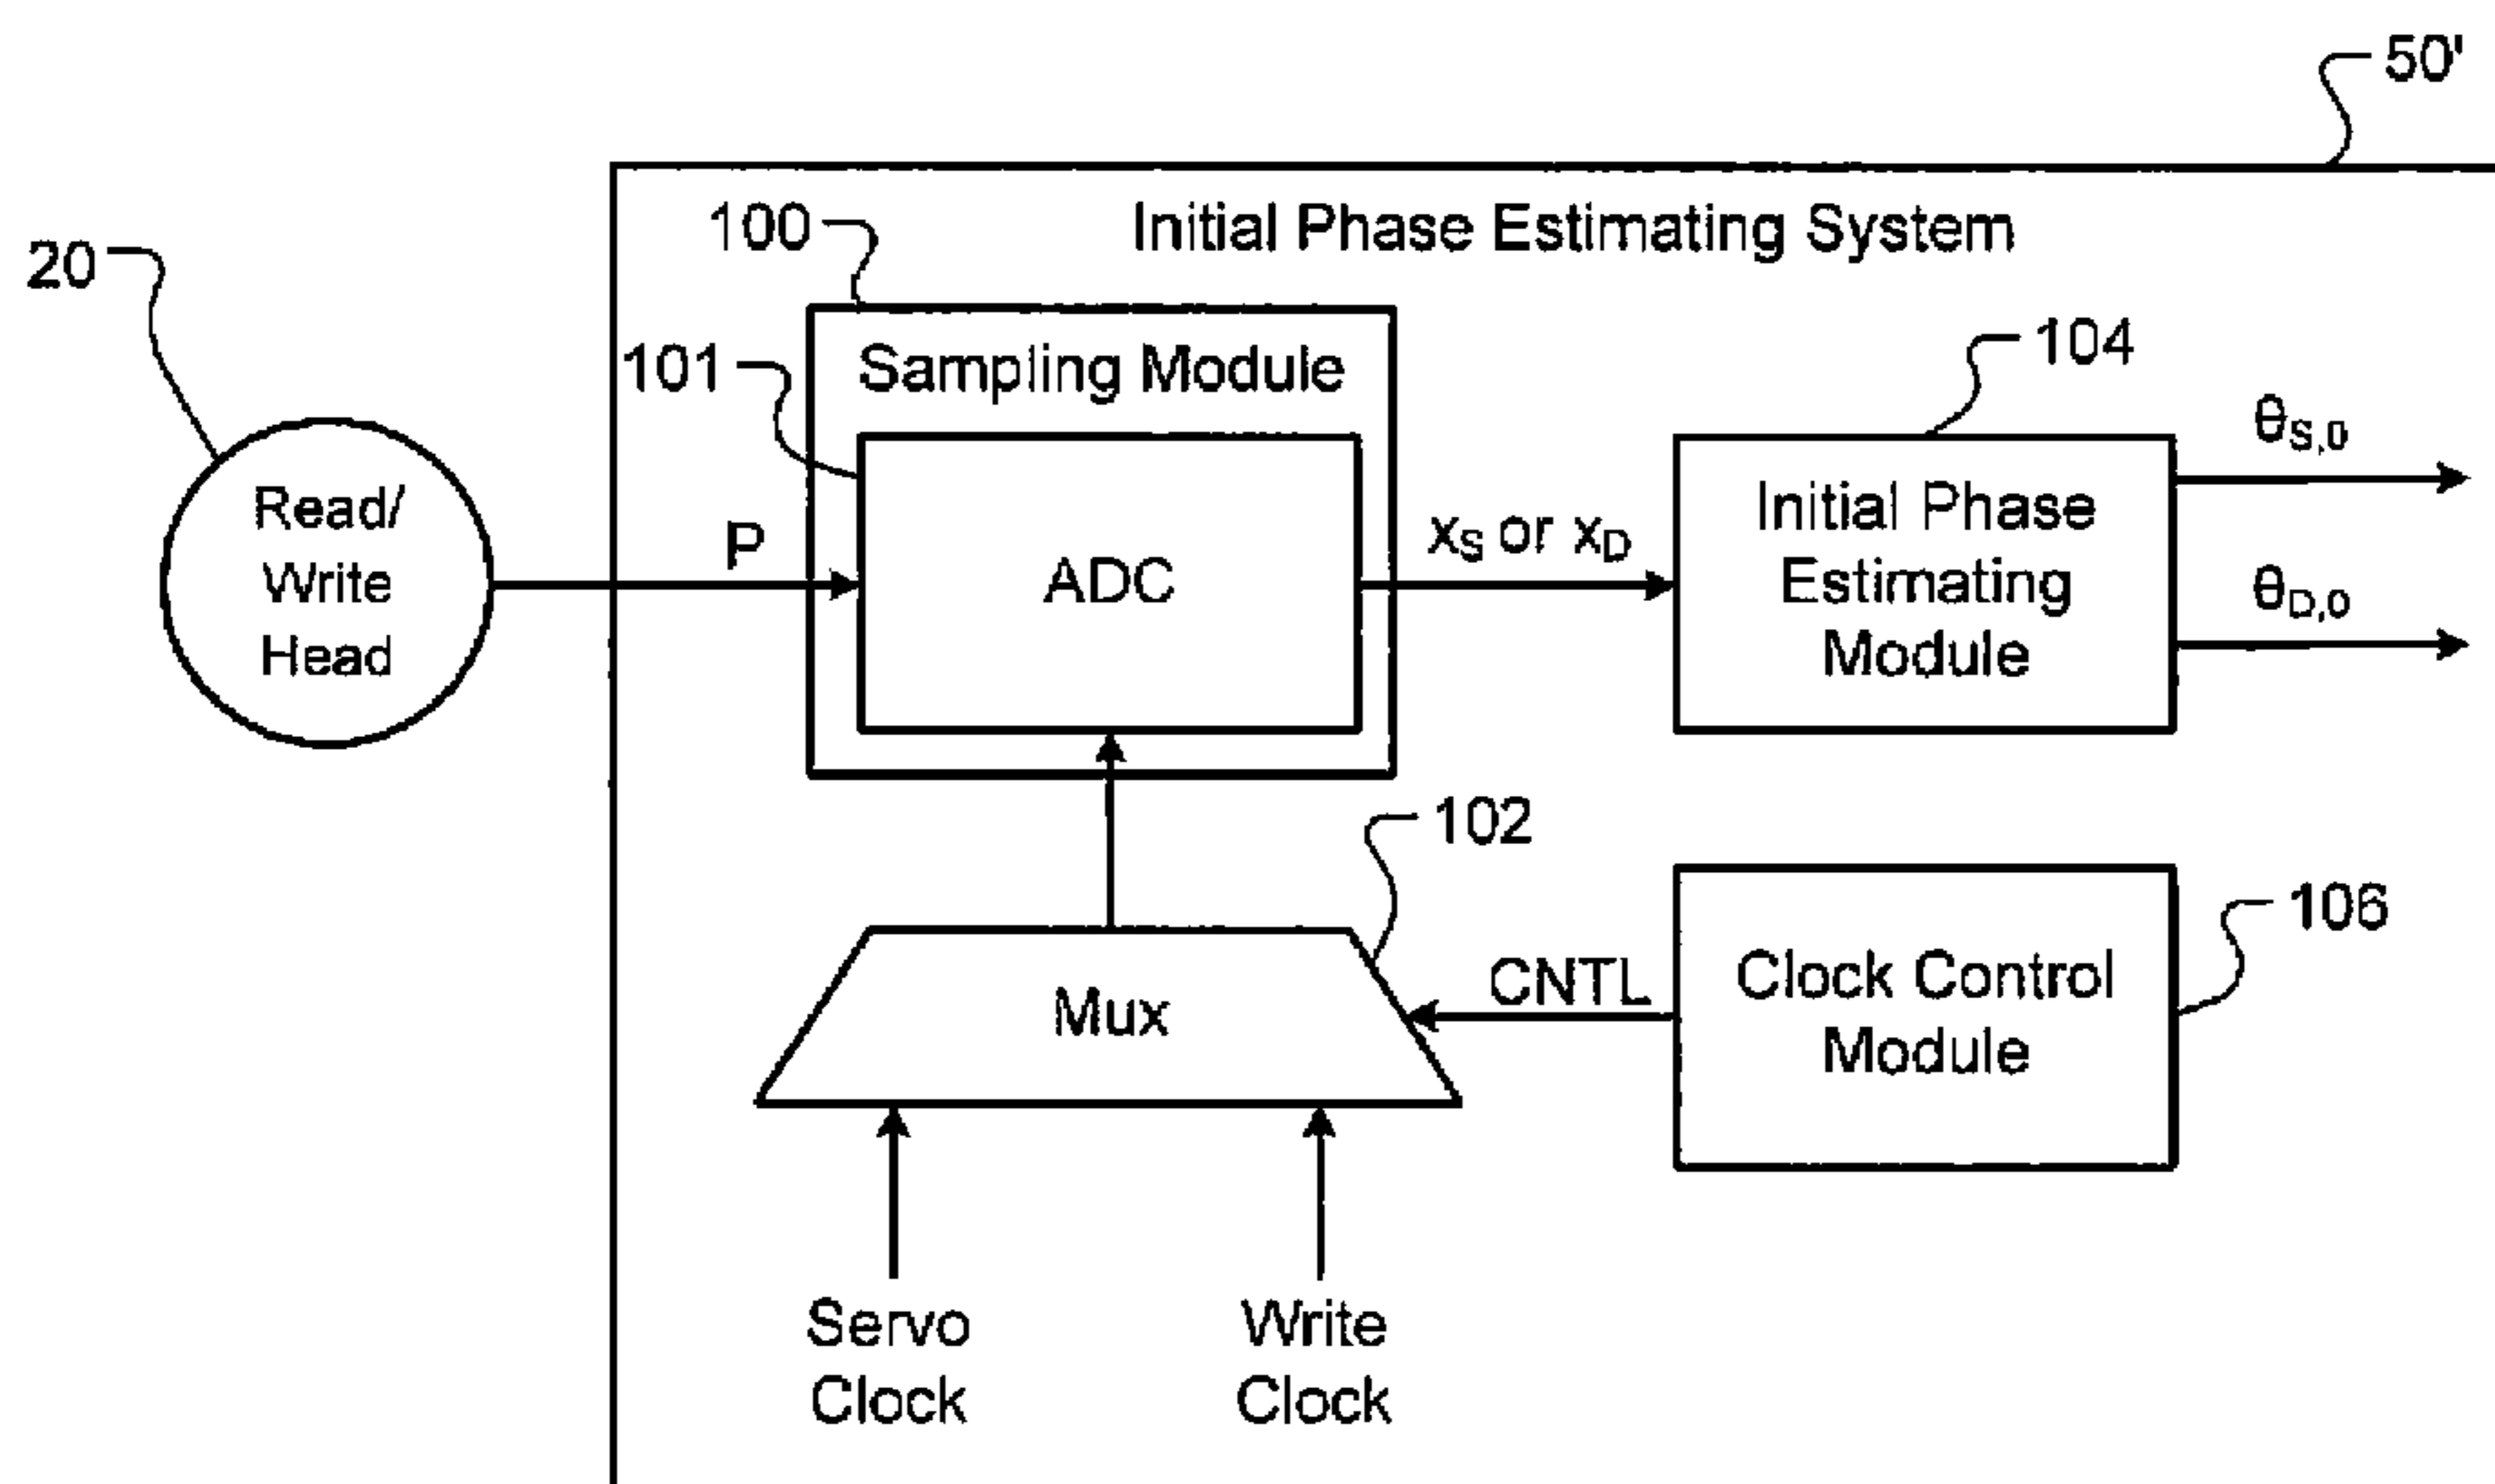 50'
Initial Phase Estimating System
100
20
101
Sampling Module
104
θS,0
Read/
Write
Head
P
ADC
xS or xD
Initial Phase
Estimating
Module
θD,0
102
106
Mux
CNTL
Clock Control
Module
Servo
Clock
Write
Clock